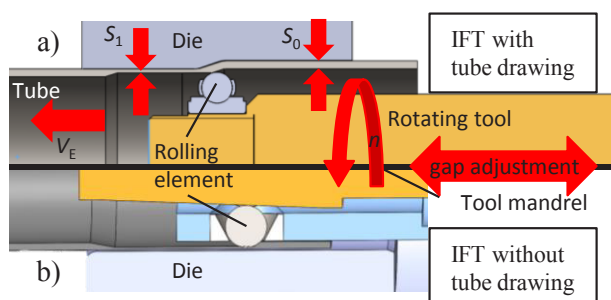 a)
S1
Die
S0
IFT with
tube drawing
Tube
VE
Rolling
element
n
Rotating tool
gap adjustment
Tool mandrel
b)
Die
IFT without
tube drawing